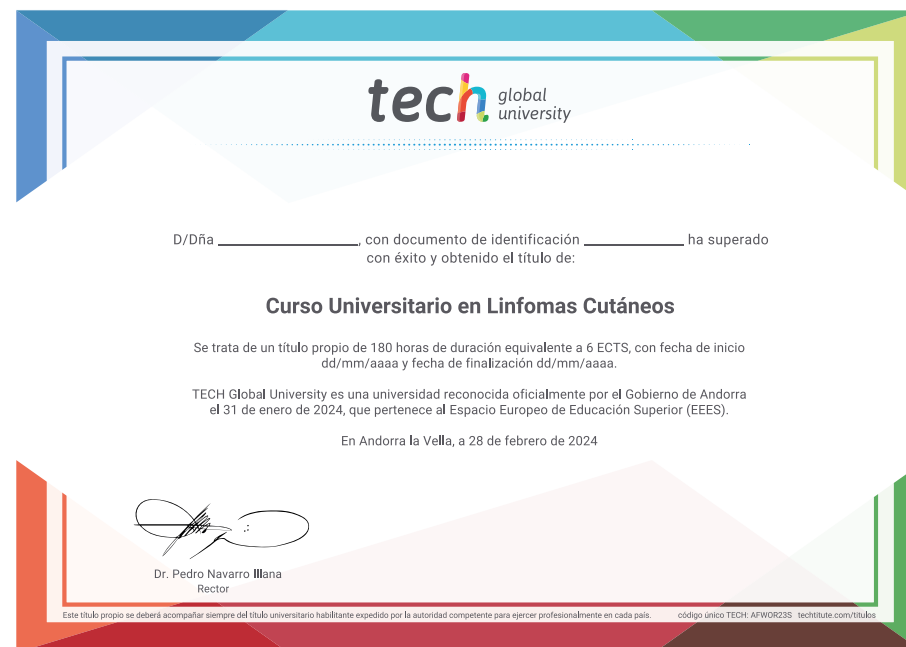 tech global university
D/Dña ____________________, con documento de identificación ______________ ha superado
con éxito y obtenido el título de:
Curso Universitario en Linfomas Cutáneos
Se trata de un título propio de 180 horas de duración equivalente a 6 ECTS, con fecha de inicio
dd/mm/aaaa y fecha de finalización dd/mm/aaaa.
TECH Global University es una universidad reconocida oficialmente por el Gobierno de Andorra
el 31 de enero de 2024, que pertenece al Espacio Europeo de Educación Superior (EEES).
En Andorra la Vella, a 28 de febrero de 2024
Dr. Pedro Navarro Illana
Rector
Este título propio se deberá acompañar siempre del título universitario habilitante expedido por la autoridad competente para ejercer profesionalmente en cada país. código único TECH: AFWOR23S techtitute.com/titulos